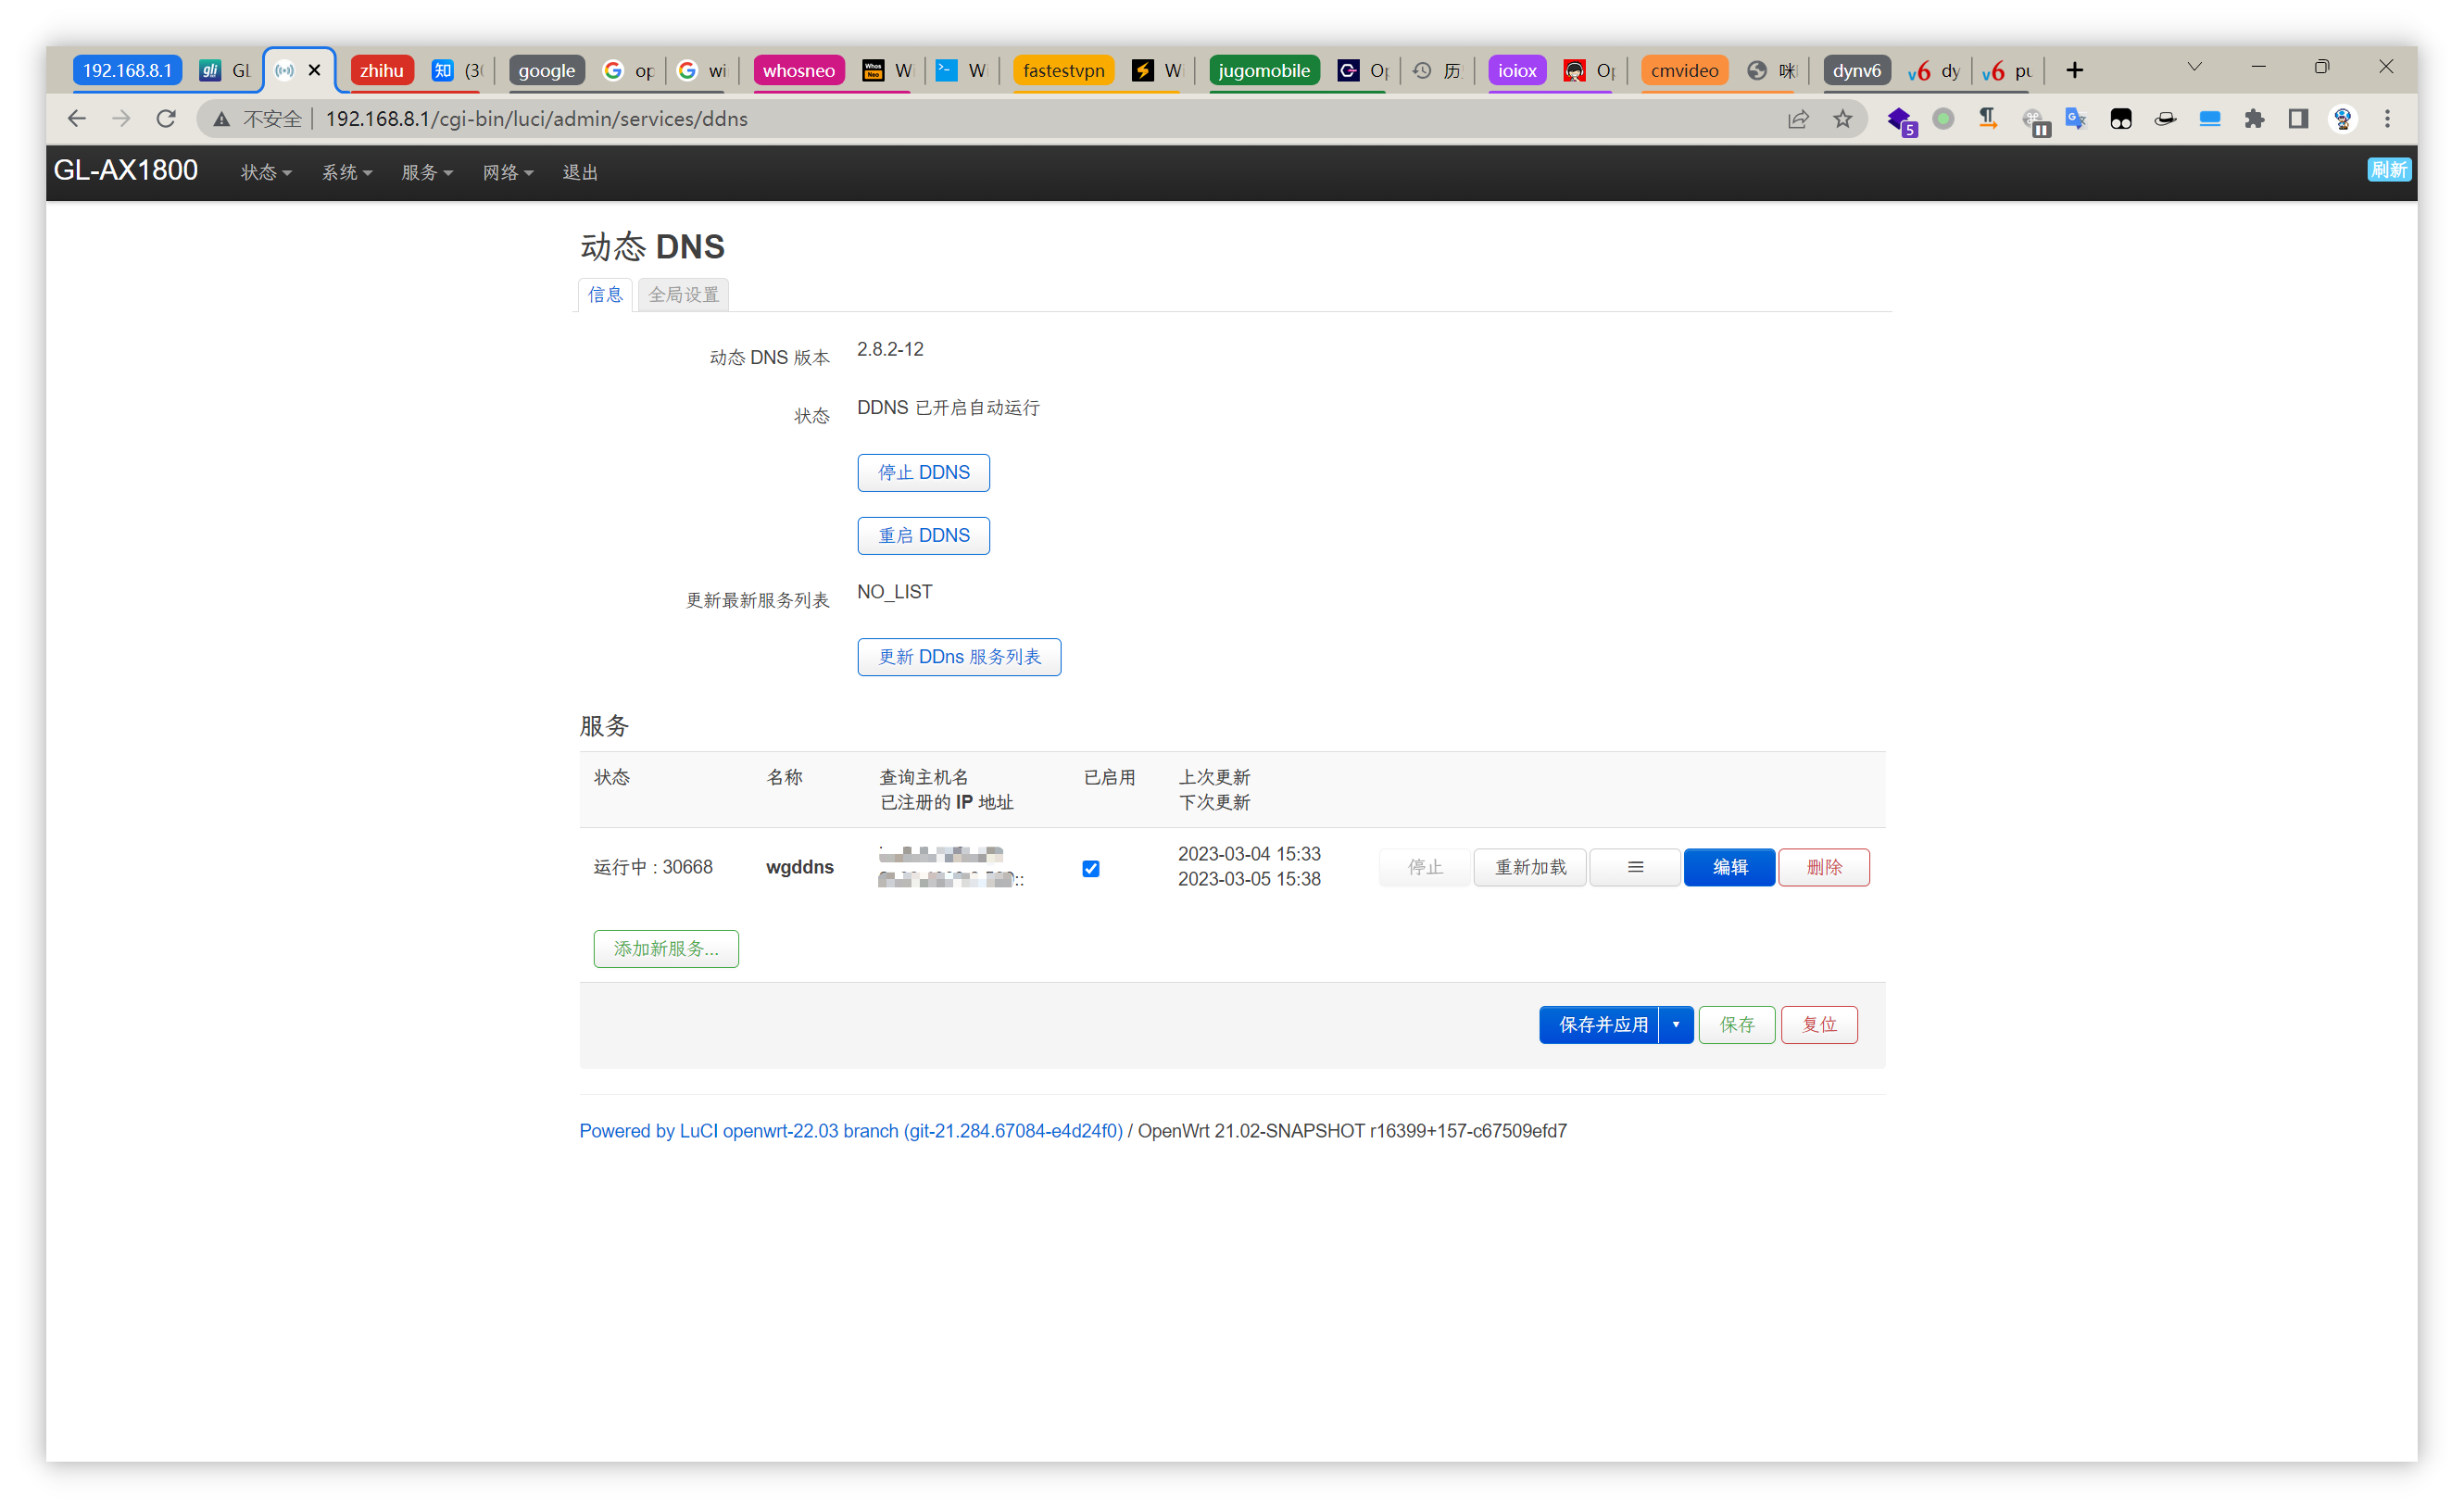 192.168.8.1 GL zhihu (3 google op wi whosneo W W fastestvpn W jugomobile Op 历 ioiox Op cmvideo 咪 dynv6 dy pu
不安全 192.168.8.1/cgi-bin/luci/admin/services/ddns
GL-AX1800 状态 系统 服务 网络 退出 刷新
动态 DNS
信息 全局设置
动态 DNS 版本 2.8.2-12
状态 DDNS 已开启自动运行
停止 DDNS
重启 DDNS
更新最新服务列表 NO_LIST
更新 DDns 服务列表
服务
状态 名称 查询主机名 已启用 上次更新
已注册的 IP 地址 下次更新
运行中 : 30668 wgddns 2023-03-04 15:33 停止 重新加载 编辑 删除
:: 2023-03-05 15:38
添加新服务...
保存并应用 保存 复位
Powered by LuCI openwrt-22.03 branch (git-21.284.67084-e4d24f0) / OpenWrt 21.02-SNAPSHOT r16399+157-c67509efd7